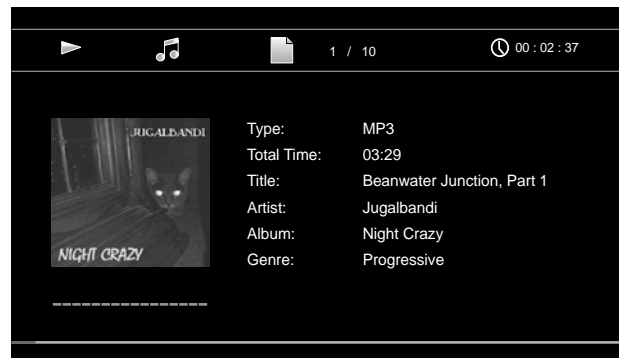 1 / 10 00 : 02 : 37
JUGALBANDI
NIGHT CRAZY
Type: MP3
Total Time: 03:29
Title: Beanwater Junction, Part 1
Artist: Jugalbandi
Album: Night Crazy
Genre: Progressive